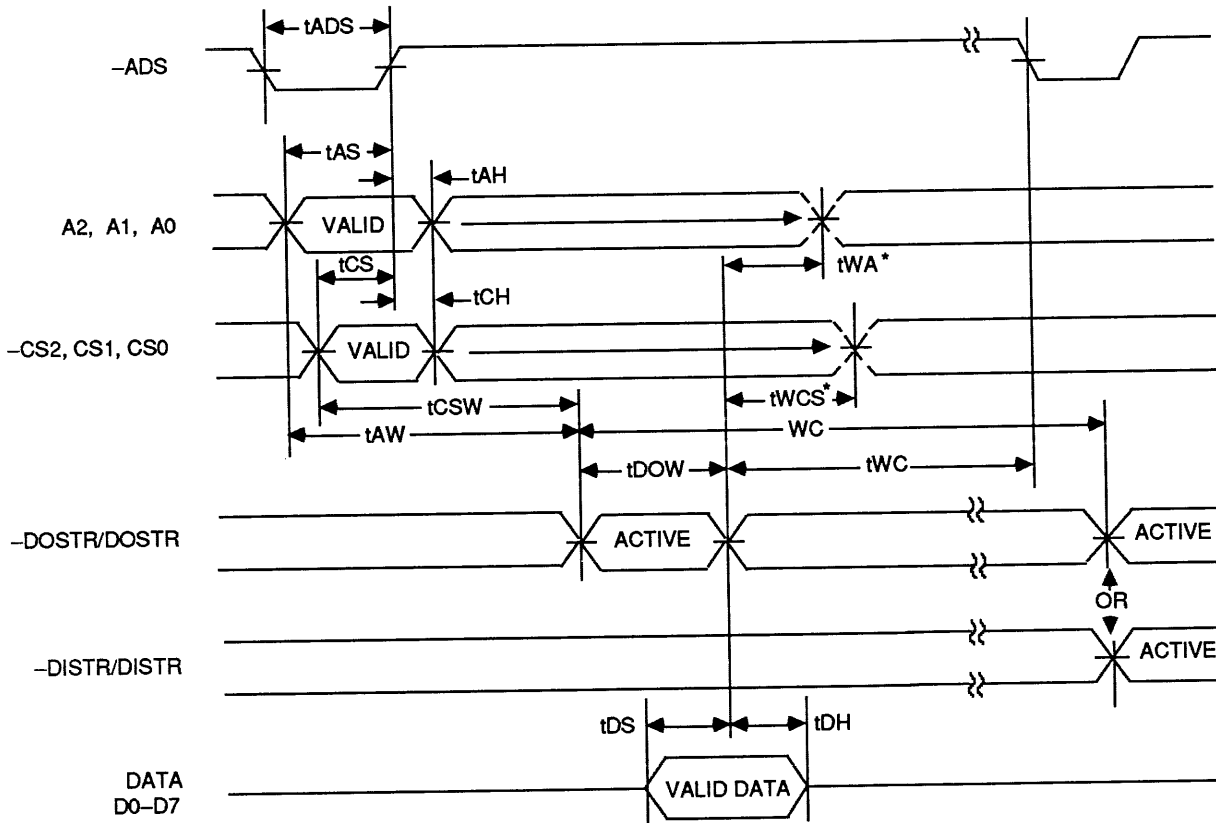 tADS
–ADS
tAS
tAH
A2, A1, A0
VALID
tCS
tWA*
tCH
–CS2, CS1, CS0
VALID
tWCS*
tCSW
tAW
WC
tDOW
tWC
–DOSTR/DOSTR
ACTIVE
ACTIVE
OR
–DISTR/DISTR
ACTIVE
tDS
tDH
DATA
D0–D7
VALID DATA